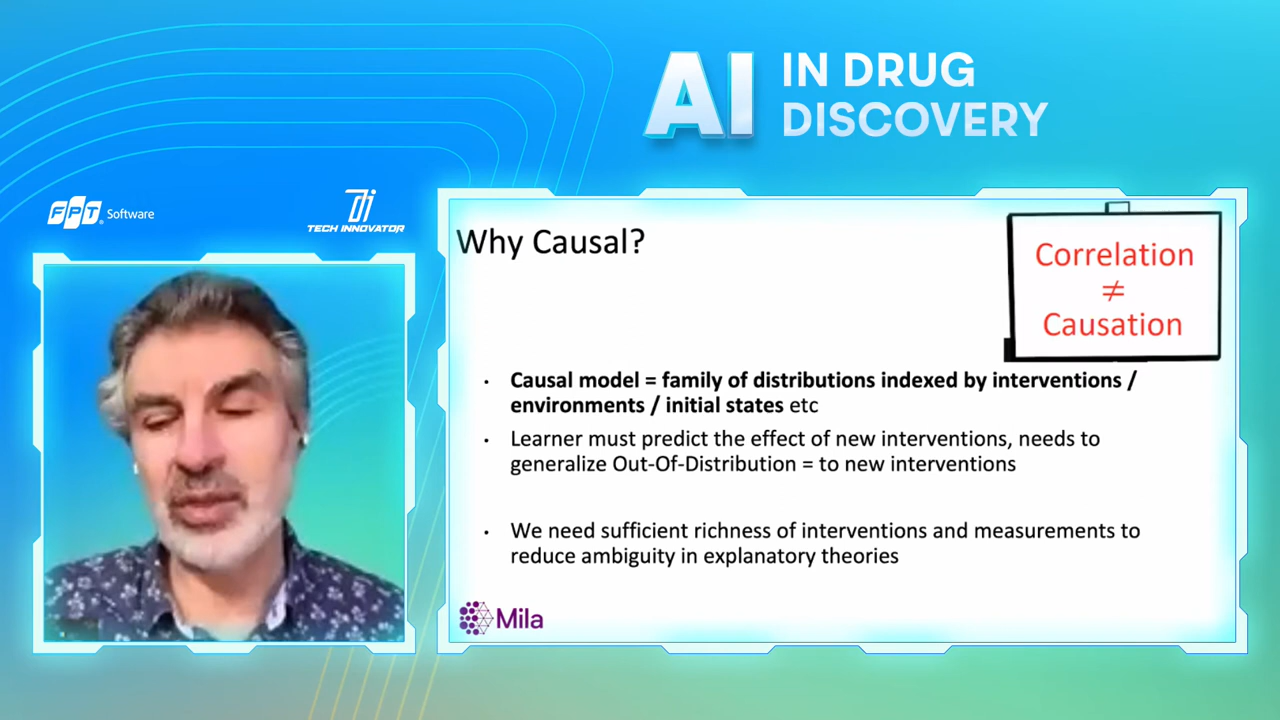 AI IN DRUG
DISCOVERY
FPT Software
TECH INNOVATOR
Why Causal?
Correlation
≠
Causation
• Causal model = family of distributions indexed by interventions /
environments / initial states etc
• Learner must predict the effect of new interventions, needs to
generalize Out-Of-Distribution = to new interventions
• We need sufficient richness of interventions and measurements to
reduce ambiguity in explanatory theories
Mila